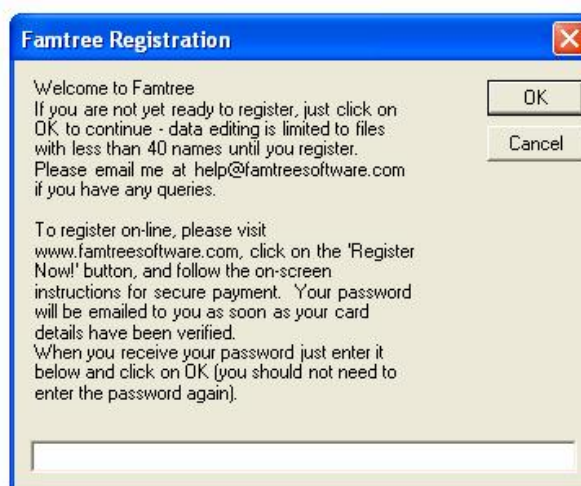 Famtree Registration
Welcome to Famtree
If you are not yet ready to register, just click on
OK to continue - data editing is limited to files
with less than 40 names until you register.
Please email me at help@famtreesoftware.com
if you have any queries.
To register on-line, please visit
www.famtreesoftware.com, click on the 'Register
Now!' button, and follow the on-screen
instructions for secure payment.  Your password
will be emailed to you as soon as your card
details have been verified.
When you receive your password just enter it
below and click on OK (you should not need to
enter the password again).
OK
Cancel